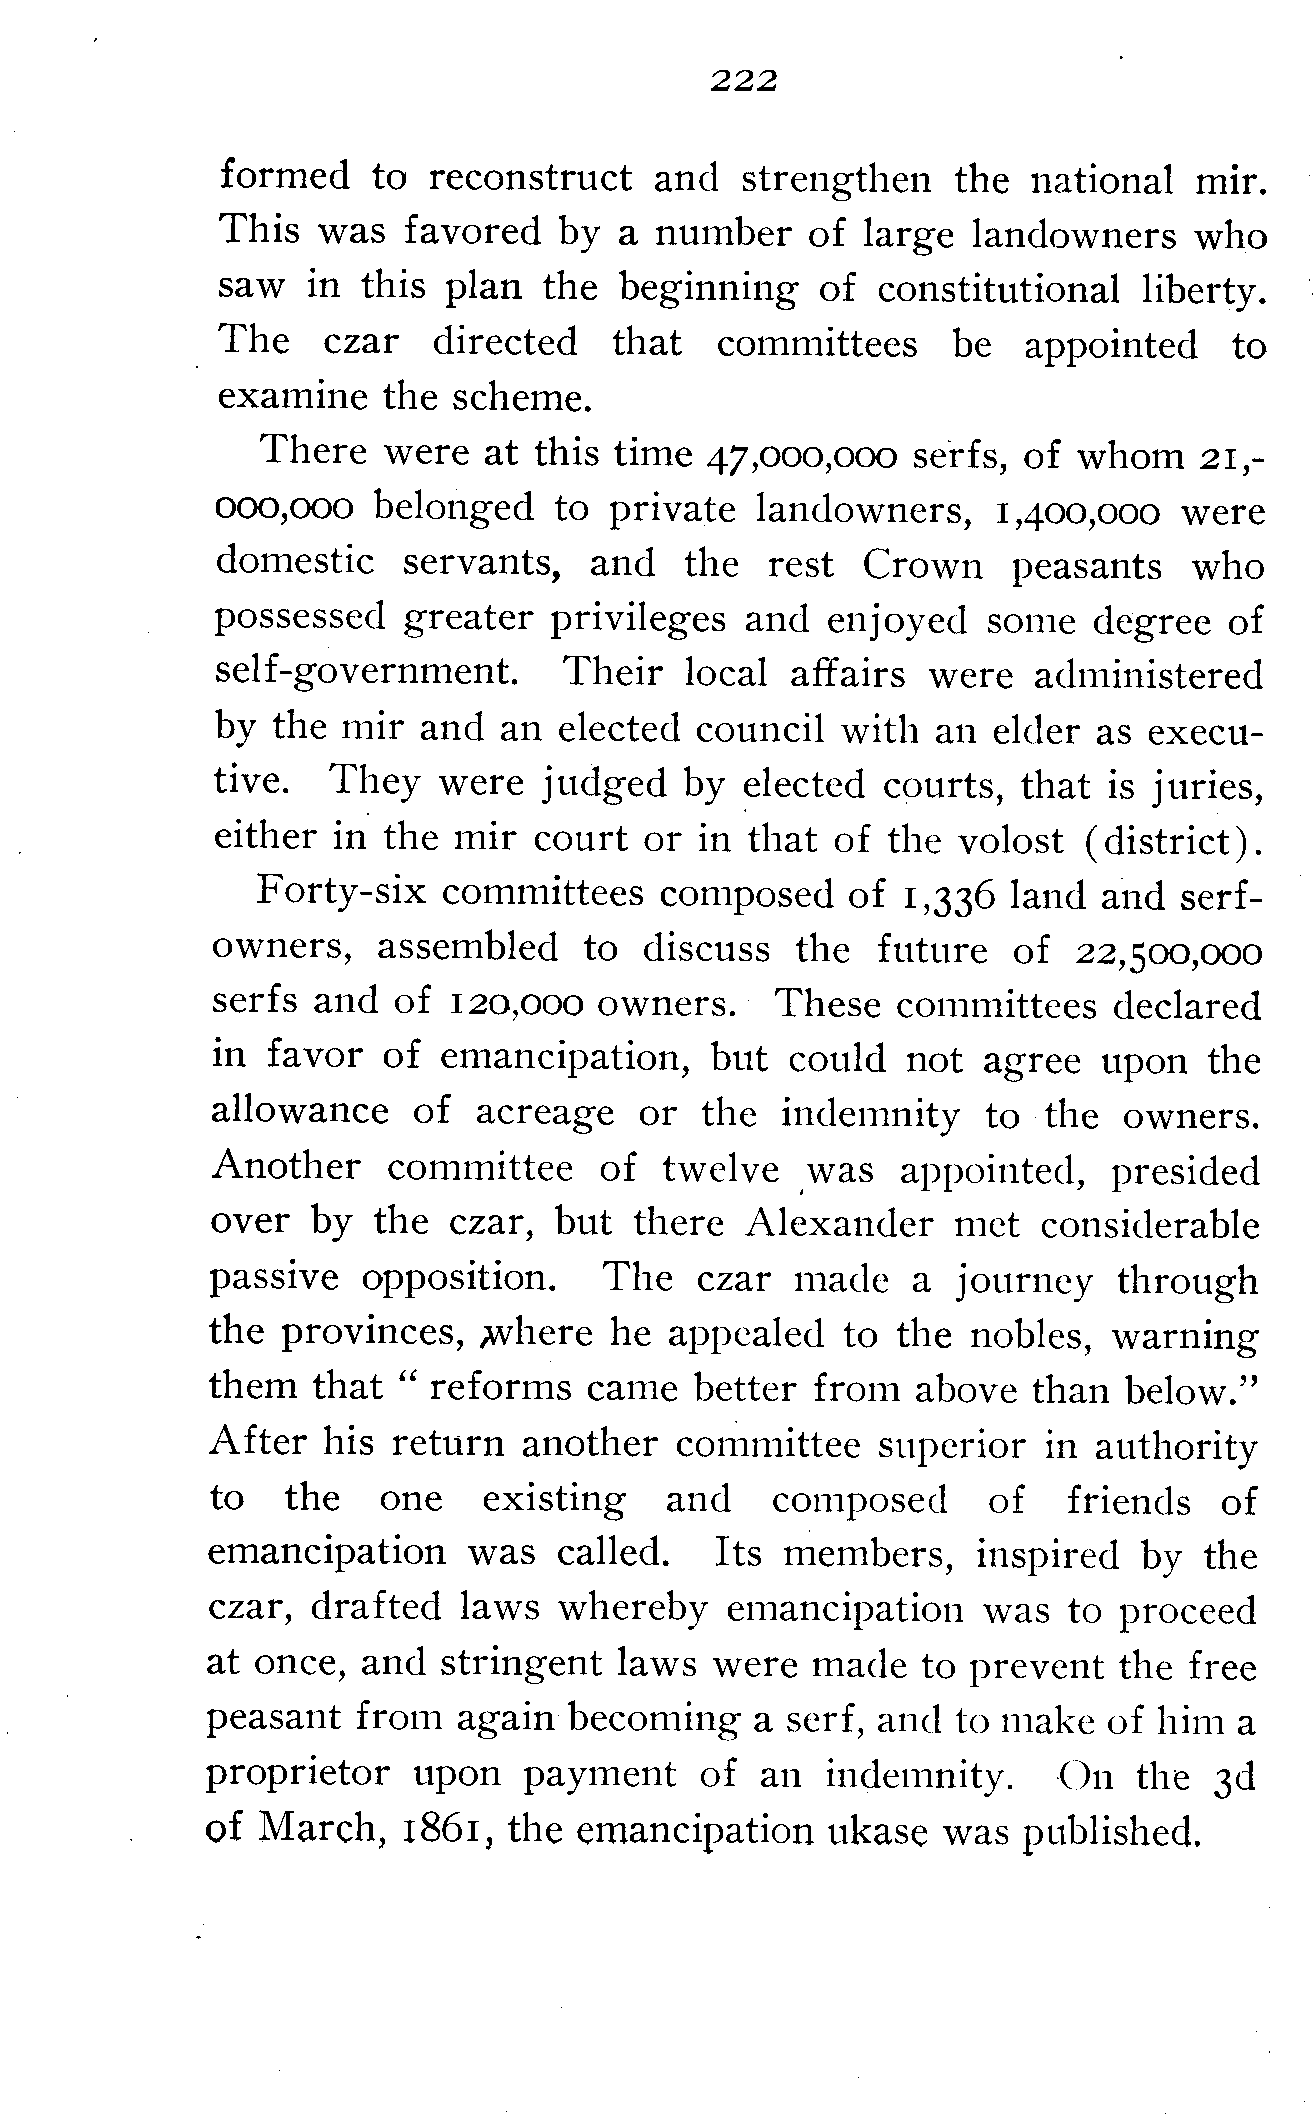 222
formed to reconstruct and strengthen the national mir.
This was favored by a number of large landowners who
saw in this plan the beginning of constitutional liberty.
The czar directed that committees be appointed to
examine the scheme.
There were at this time 47,000,000 serfs, of whom 21,-
000,000 belonged to private landowners, 1,400,000 were
domestic servants, and the rest Crown peasants who
possessed greater privileges and enjoyed some degree of
self-government. Their local affairs were administered
by the mir and an elected council with an elder as execu-
tive. They were judged by elected courts, that is juries,
either in the mir court or in that of the volost (district).
Forty-six committees composed of 1,336 land and serf-
owners, assembled to discuss the future of 22,500,000
serfs and of 120,000 owners. These committees declared
in favor of emancipation, but could not agree upon the
allowance of acreage or the indemnity to the owners.
Another committee of twelve was appointed, presided
over by the czar, but there Alexander met considerable
passive opposition. The czar made a journey through
the provinces, where he appealed to the nobles, warning
them that “ reforms came better from above than below.”
After his return another committee superior in authority
to the one existing and composed of friends of
emancipation was called. Its members, inspired by the
czar, drafted laws whereby emancipation was to proceed
at once, and stringent laws were made to prevent the free
peasant from again becoming a serf, and to make of him a
proprietor upon payment of an indemnity. On the 3d
of March, 1861, the emancipation ukase was published.